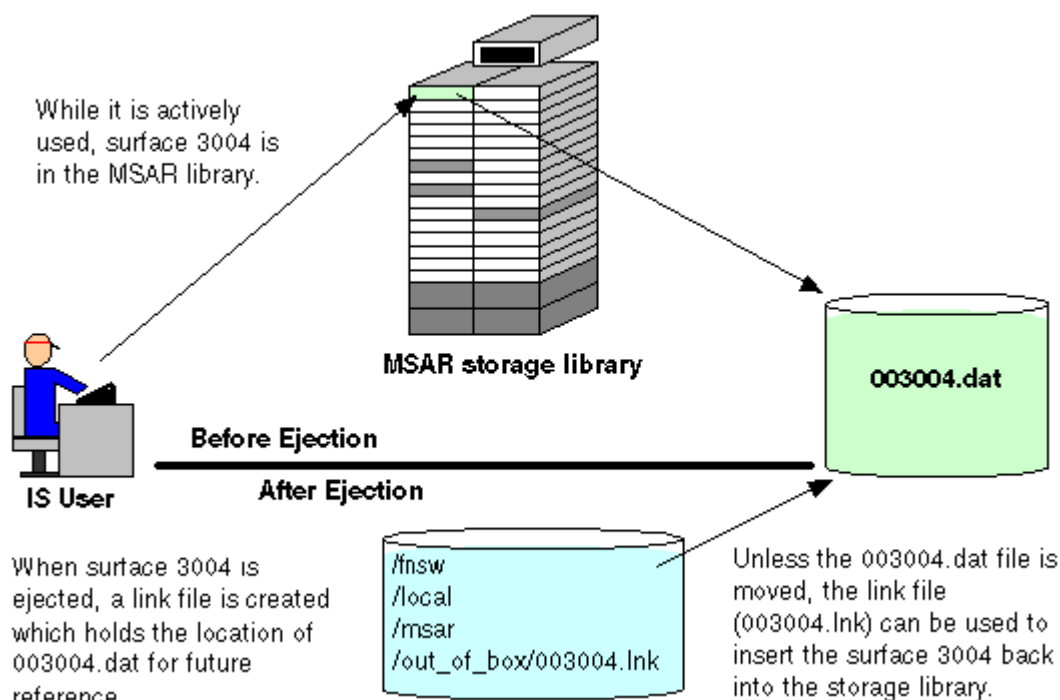 While it is actively
used, surface 3004 is
in the MSAR library.
MSAR storage library
003004.dat
Before Ejection
After Ejection
IS User
When surface 3004 is
ejected, a link file is created
which holds the location of
003004.dat for future
reference
/fnsw
/local
/msar
/out_of_box/003004.lnk
Unless the 003004.dat file is
moved, the link file
(003004.lnk) can be used to
insert the surface 3004 back
into the storage library.